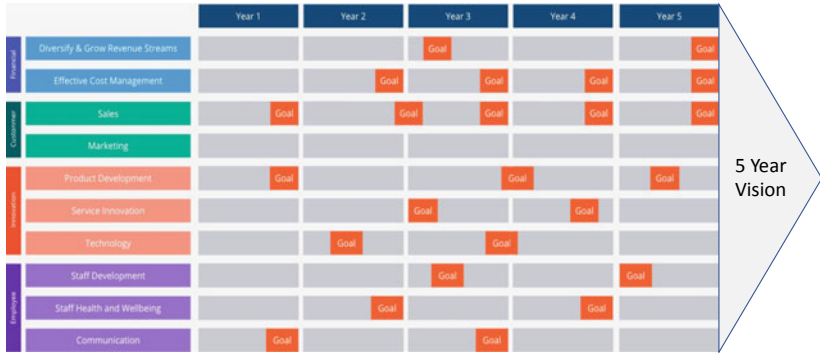 Year 1 Year 2 Year 3 Year 4 Year 5
Financial
Diversify & Grow Revenue Streams Goal Goal
Effective Cost Management Goal Goal Goal Goal
Customer
Sales Goal Goal Goal Goal Goal
Marketing
Innovation
Product Development Goal Goal Goal
Service Innovation Goal Goal
Technology Goal Goal
Employee
Staff Development Goal Goal
Staff Health and Wellbeing Goal Goal
Communication Goal Goal
5 Year
Vision